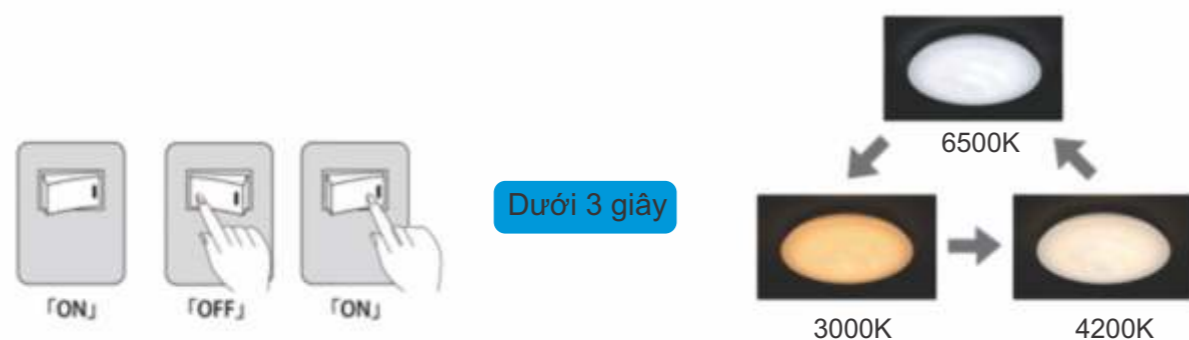 「ON」
「OFF」
「ON」
Dưới 3 giây
6500K
3000K
4200K